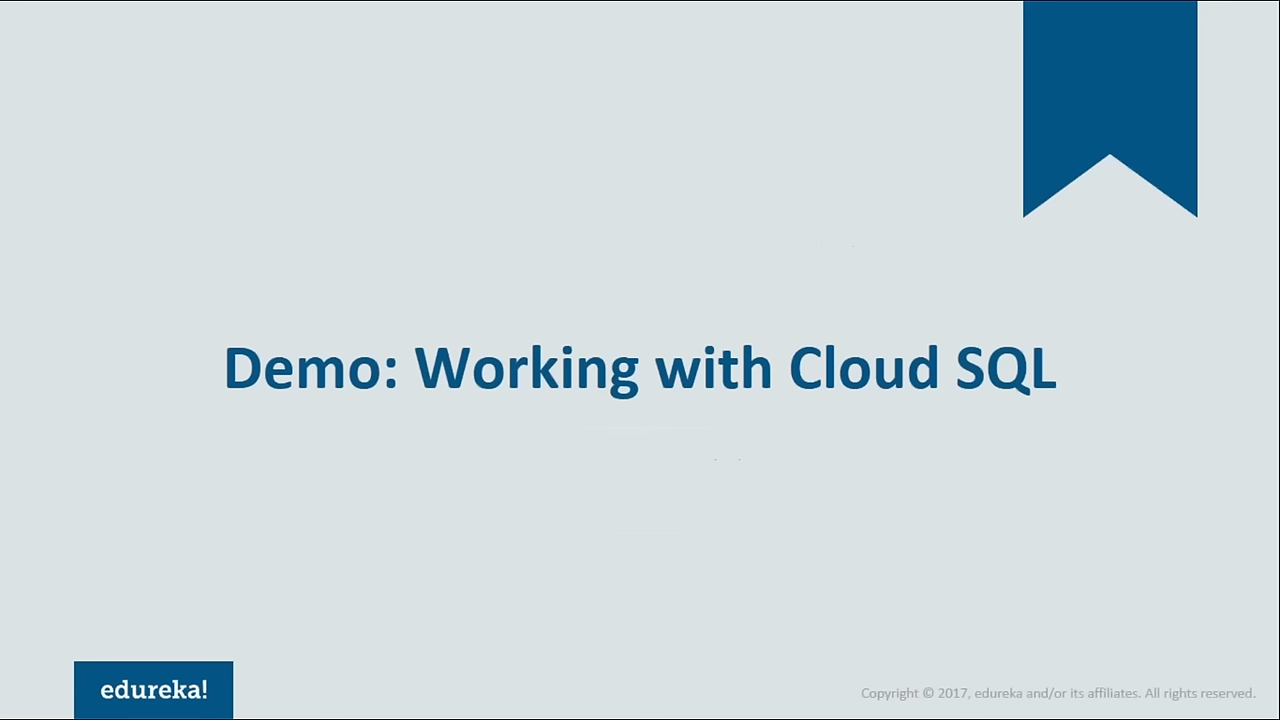 Demo: Working with Cloud SQL
edureka!
Copyright © 2017, edureka and/or its affiliates. All rights reserved.